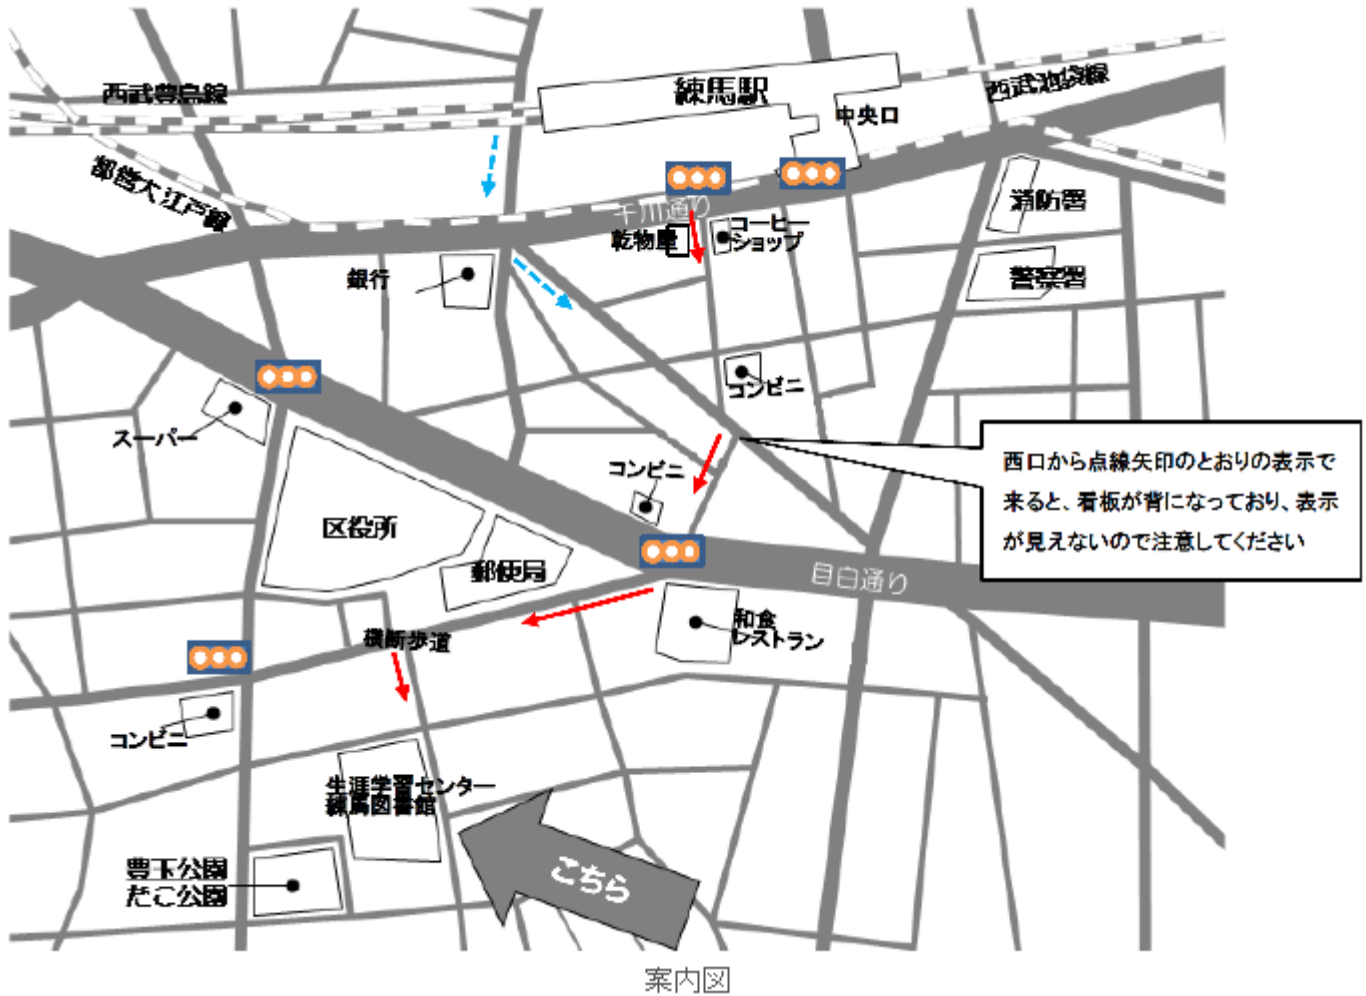 西武豊島線
練馬駅
西武池袋線
中央口
都営大江戸線
千川通り
乾物屋
コーヒー
ショップ
消防署
警察署
銀行
コンビニ
スーパー
コンビニ
西口から点線矢印のとおりの表示で
来ると、看板が背になっており、表示
が見えないので注意してください
区役所
郵便局
目白通り
和食
レストラン
横断歩道
コンビニ
生涯学習センター
練馬図書館
豊玉公園
たこ公園
こちら
案内図